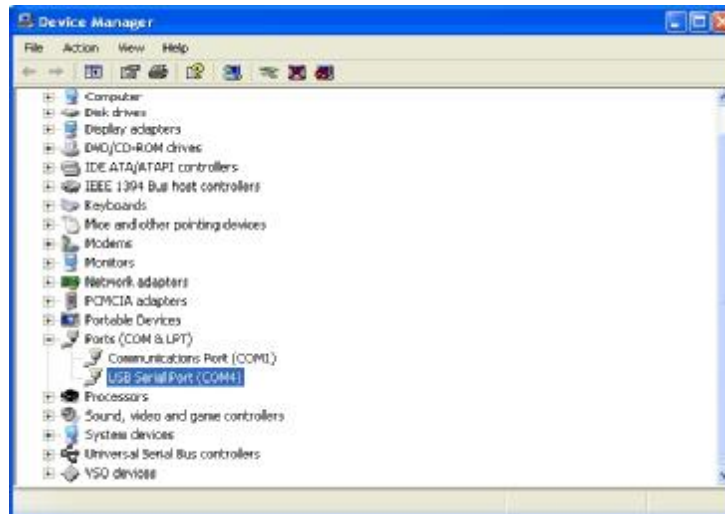 Device Manager
File Action View Help
Computer
Disk drives
Display adapters
DVD/CD-ROM drives
IDE ATA/ATAPI controllers
IEEE 1394 Bus host controllers
Keyboards
Mice and other pointing devices
Modems
Monitors
Network adapters
PCMCIA adapters
Portable Devices
Ports (COM & LPT)
Communications Port (COM1)
USB Serial Port (COM4)
Processors
Sound, video and game controllers
System devices
Universal Serial Bus controllers
VSO devices